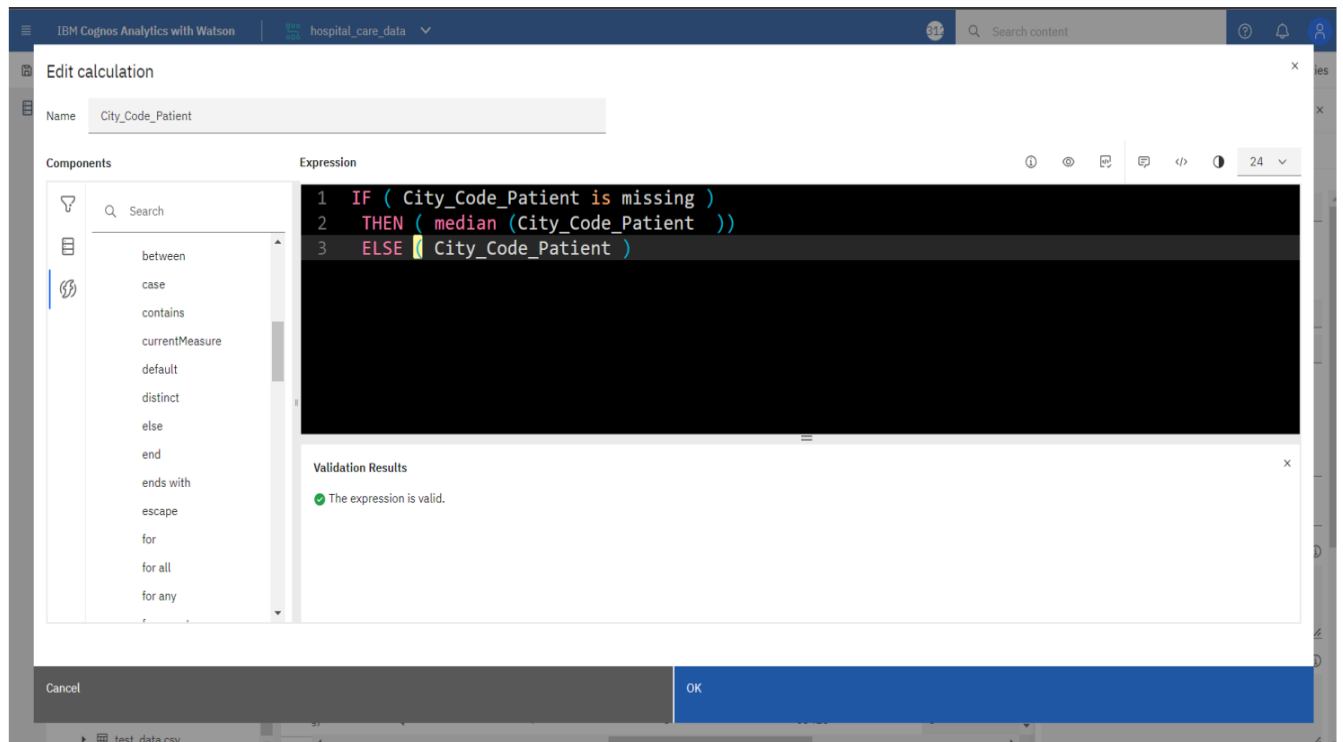 IBM Cognos Analytics with Watson
hospital_care_data
312
Search content
Edit calculation
ies
Name
City_Code_Patient
Components
Expression
24
Search
between
case
contains
currentMeasure
default
distinct
else
end
ends with
escape
for
for all
for any
1 IF ( City_Code_Patient is missing )
2 THEN ( median (City_Code_Patient ))
3 ELSE ( City_Code_Patient )
Validation Results
The expression is valid.
Cancel
OK
test_data.csv